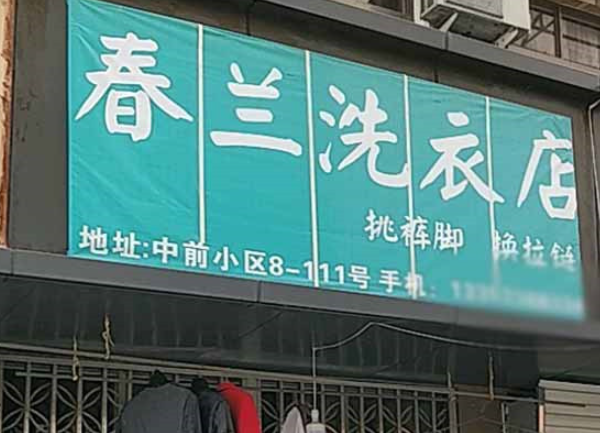 春兰洗衣店
挑裤脚 换拉链
地址:中前小区8-111号 手机: